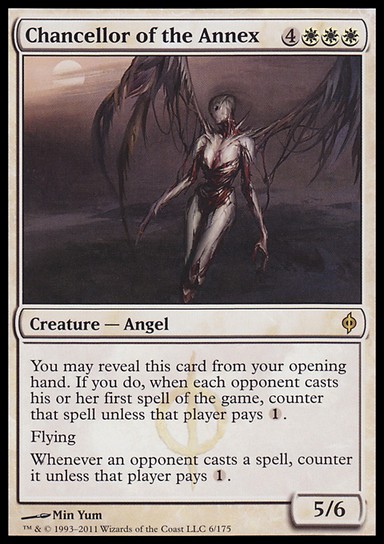 Chancellor of the Annex 4
Creature — Angel
You may reveal this card from your opening
hand. If you do, when each opponent casts
his or her first spell of the game, counter
that spell unless that player pays 1.
Flying
Whenever an opponent casts a spell, counter
it unless that player pays 1.
5/6
Min Yum
™ & © 1993–2011 Wizards of the Coast LLC 6/175